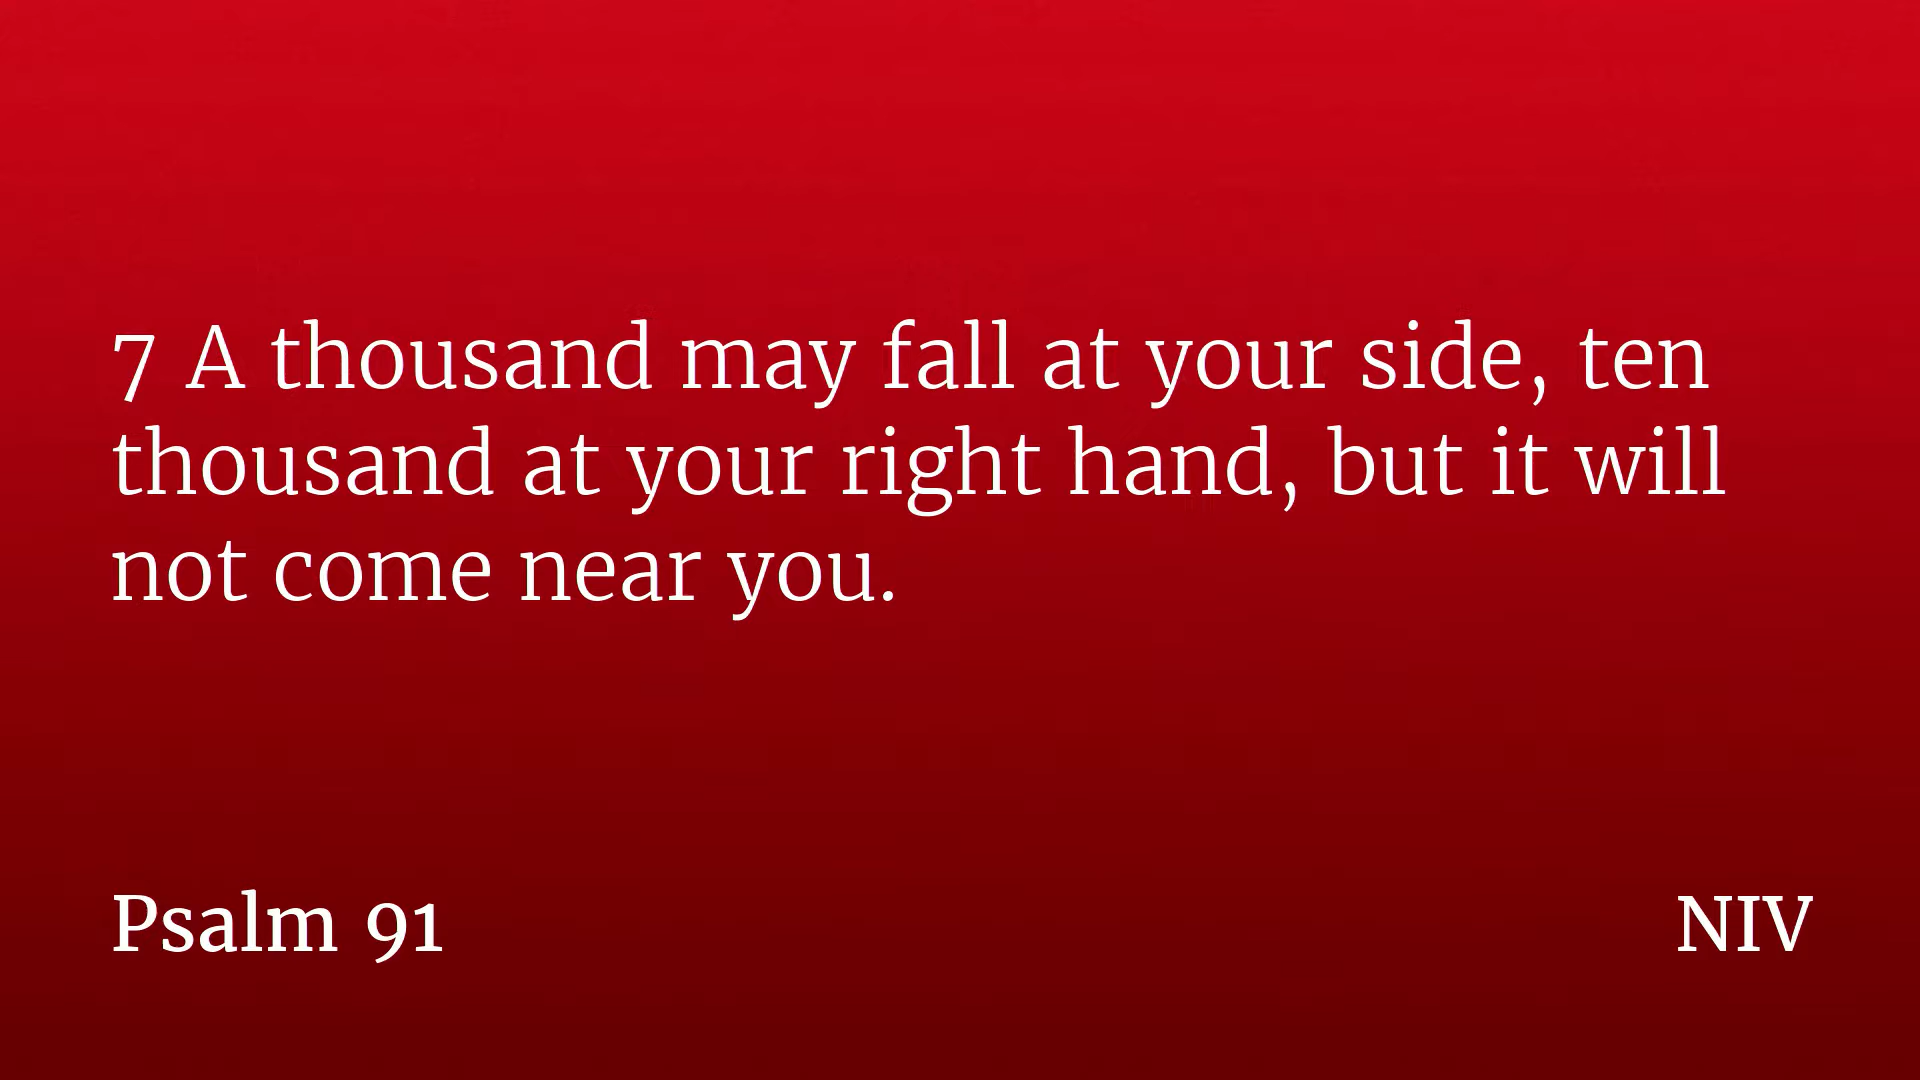 7 A thousand may fall at your side, ten
thousand at your right hand, but it will
not come near you.
Psalm 91
NIV